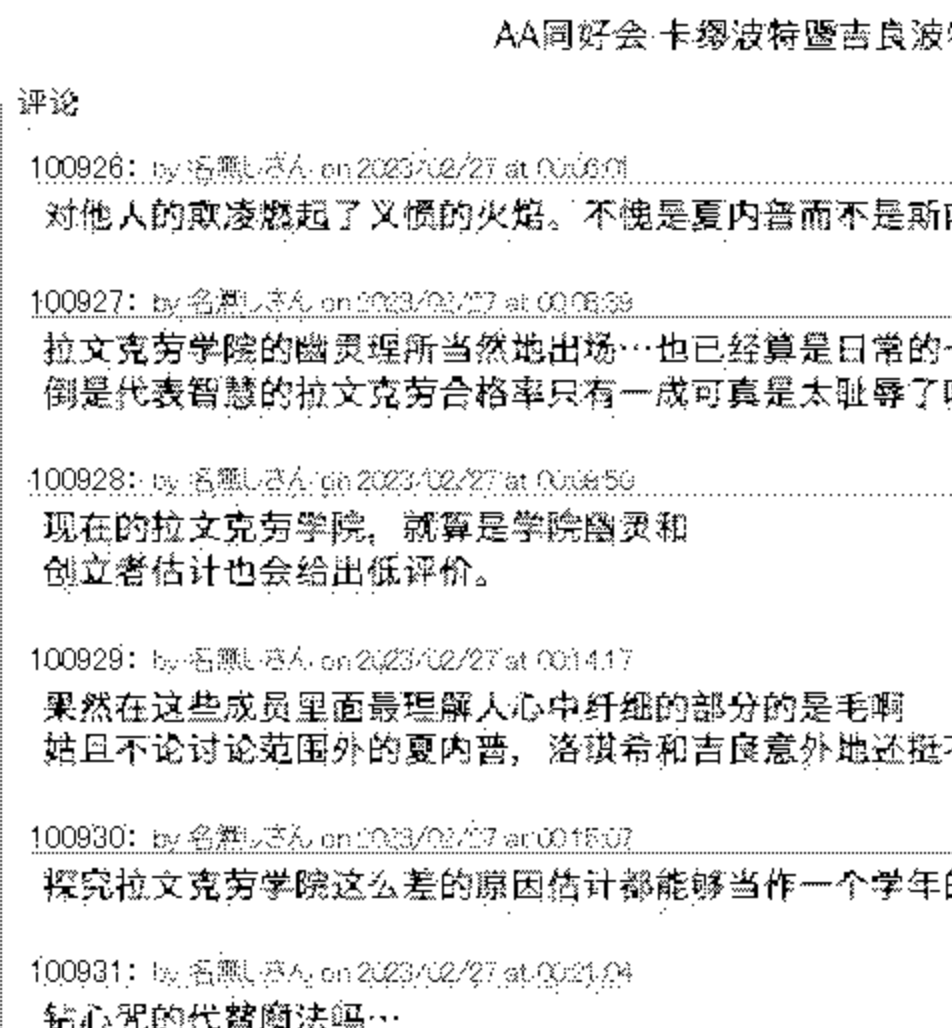 AA同好会 卡缪波特暨吉良波
评论
100926: by 名無しさん on 2023/02/27 at 00:06:01
对他人的欺凌燃起了义愤的火焰。不愧是夏内普而不是斯
100927: by 名無しさん on 2023/02/27 at 00:08:39
拉文克劳学院的幽灵理所当然地出场…也已经算是日常的
倒是代表智慧的拉文克劳合格率只有一成可真是太耻辱了
100928: by 名無しさん on 2023/02/27 at
现在的拉文克劳学院，就算是学院幽灵和
创立者估计也会给出低评价。
100929: by 名無しさん on 2023/02/27 at 00:14:17
果然在这些成员里面最理解人心中纤细的部分的是毛啊
姑且不论讨论范围外的夏内普，洛琪希和吉良意外地还挺
100930: by 名無しさん on 2023/02/27 at 00:15:07
探究拉文克劳学院这么差的原因估计都能够当作一个学年
100931: by 名無しさん on 2023/02/27 at 00:21:04
钻心咒的代替魔法吗…